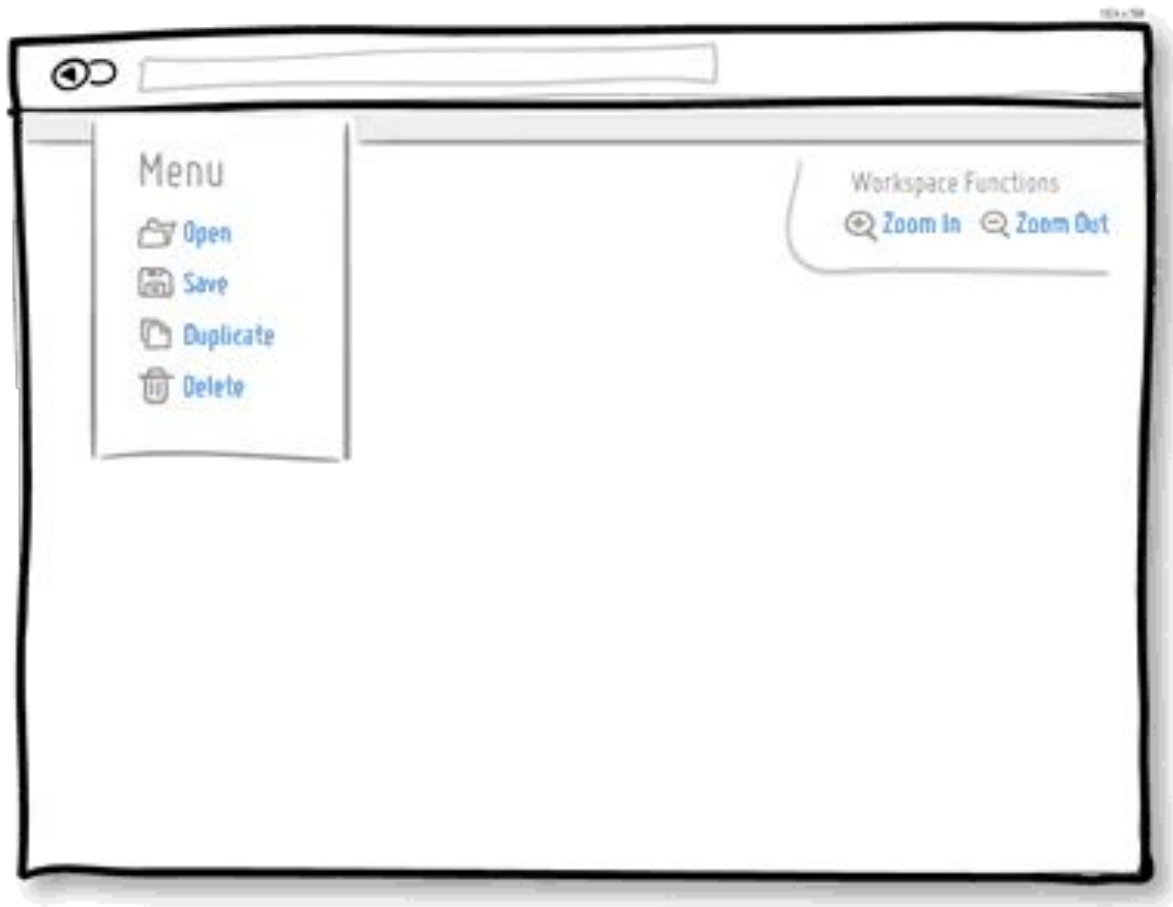 Menu
Open
Save
Duplicate
Delete
Workspace Functions
Zoom In Zoom Out